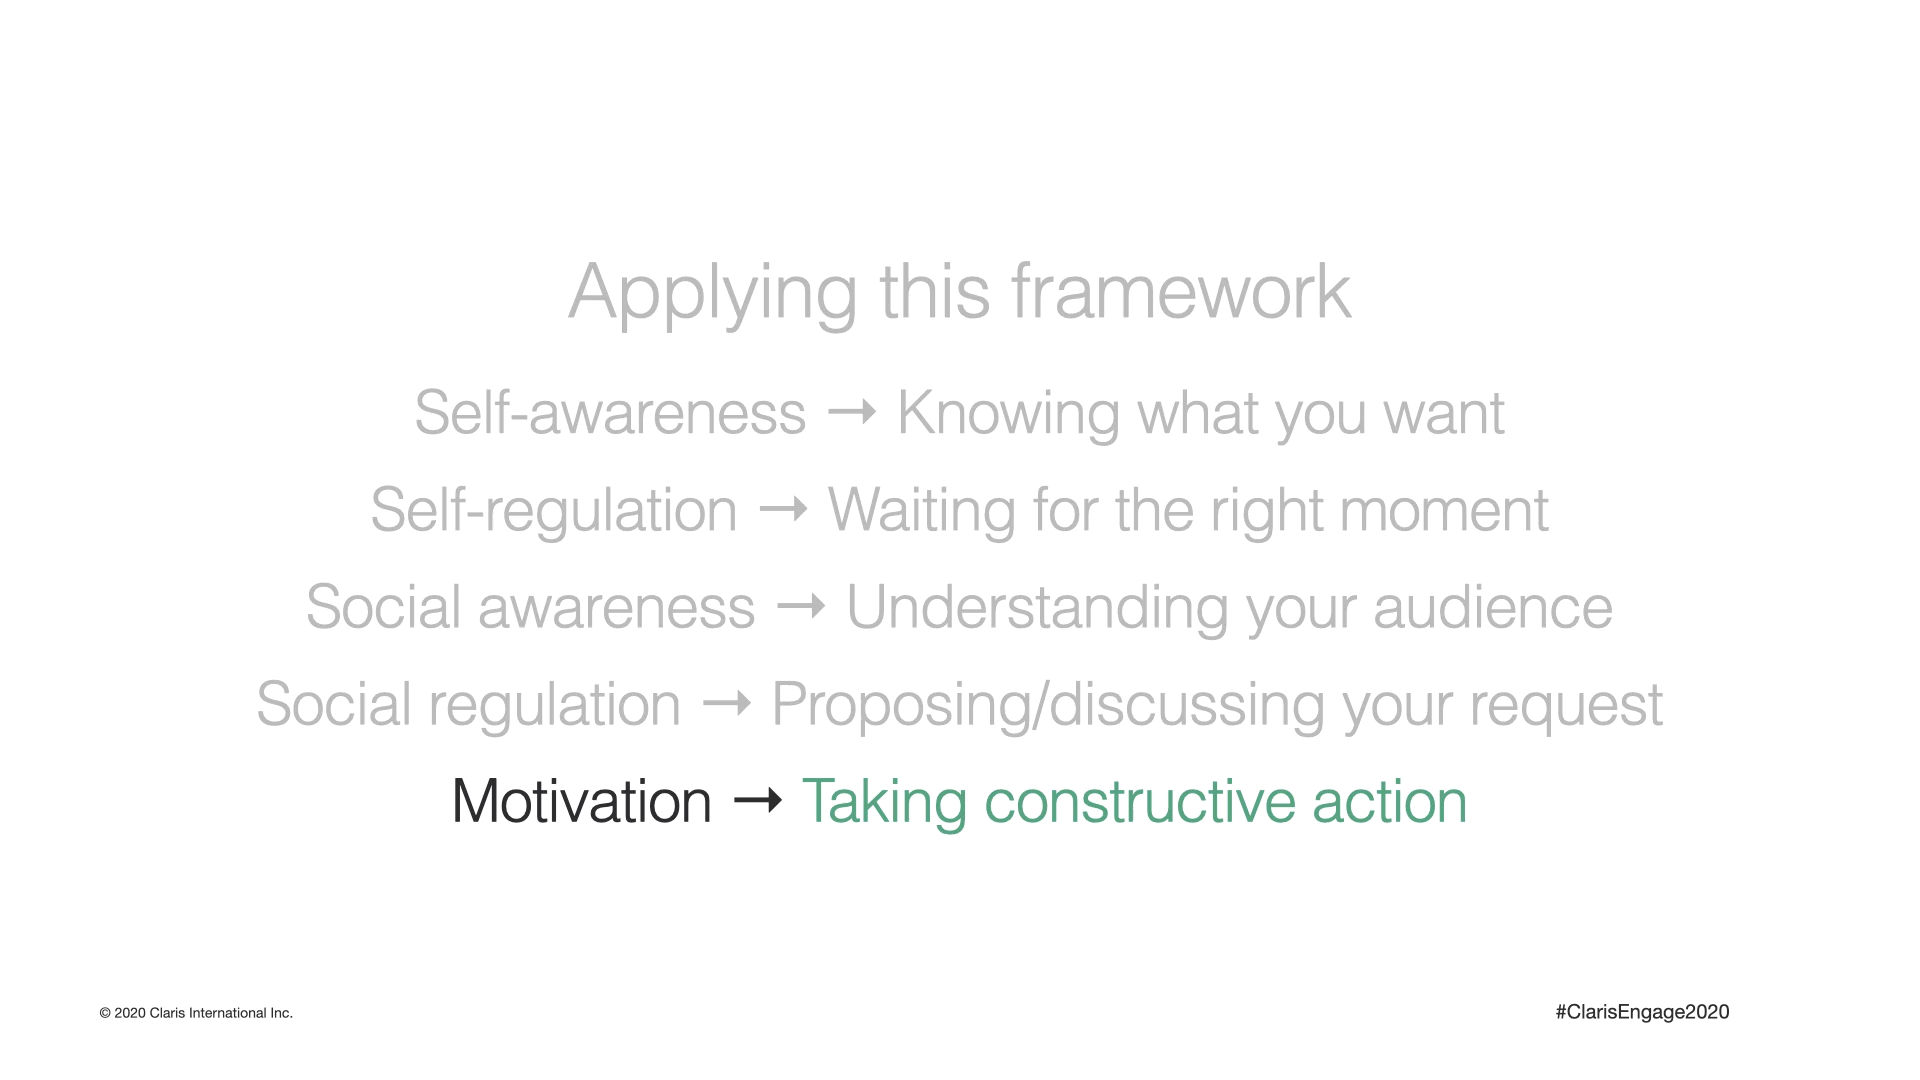 Applying this framework
Self-awareness → Knowing what you want
Self-regulation → Waiting for the right moment
Social awareness → Understanding your audience
Social regulation → Proposing/discussing your request
Motivation → Taking constructive action
© 2020 Claris International Inc.
#ClarisEngage2020